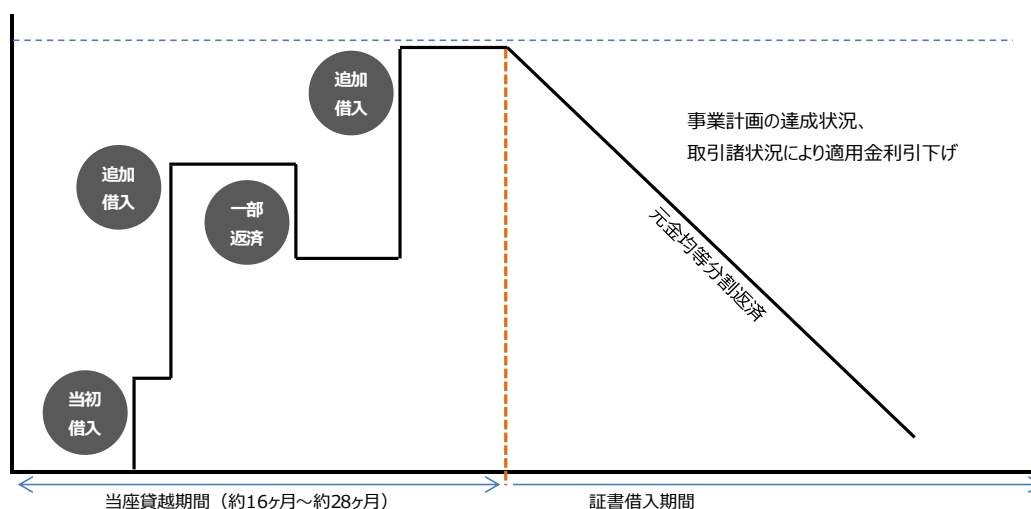 追加
借入
追加
借入
一部
返済
当初
借入
事業計画の達成状況、
取引諸状況により適用金利引下げ
元金均等分割返済
当座貸越期間（約16ヶ月～約28ヶ月）
証書借入期間